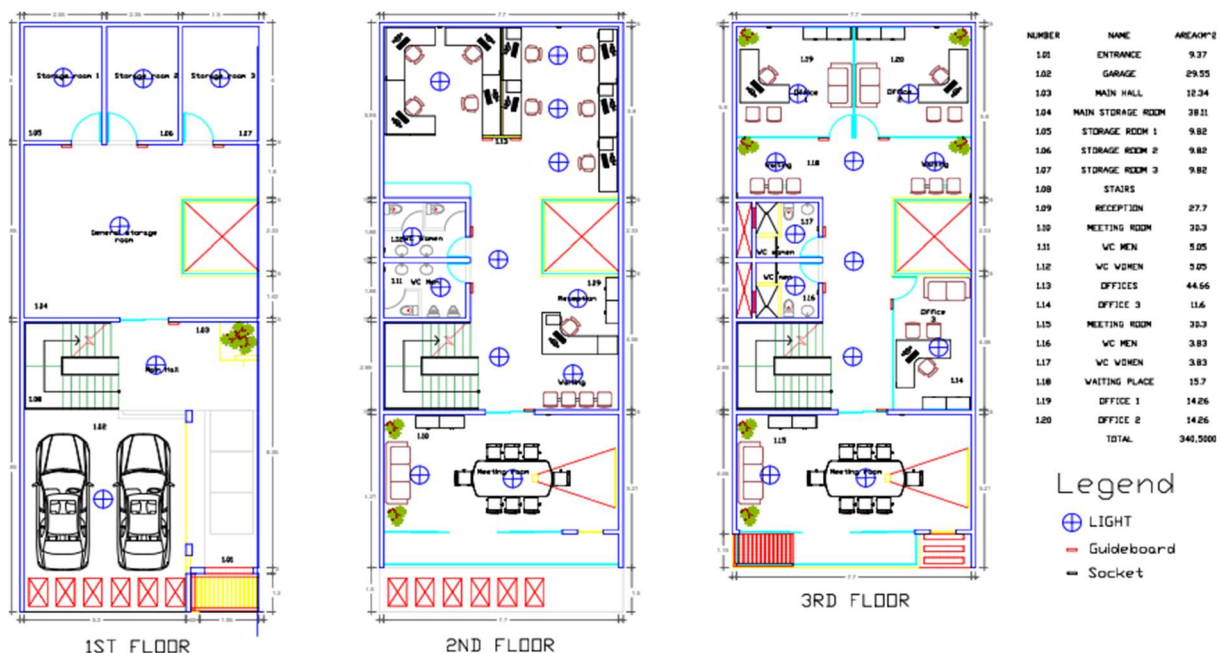 Storage room 1
Storage room 2
Storage room 3
1.05
1.06
1.07
General storage
room
1.04
1.03
Main Hall
1.08
1.02
1.01
1ST FLOOR
1.13
WC Women
1.11
WC Men
1.09
Reception
Waiting
1.10
Meeting room
7.7
2ND FLOOR
7.7
1.19
1.20
Office
1
Office
2
Waiting
1.18
Waiting
1.17
WC women
WC men
1.16
Office
3
1.14
1.15
Meeting room
7.7
3RD FLOOR
NUMBER NAME AREA(M^2
1.01 ENTRANCE 9.37
1.02 GARAGE 29.55
1.03 MAIN HALL 12.34
1.04 MAIN STORAGE ROOM 38.11
1.05 STORAGE ROOM 1 9.82
1.06 STORAGE ROOM 2 9.82
1.07 STORAGE ROOM 3 9.82
1.08 STAIRS
1.09 RECEPTION 27.7
1.10 MEETING ROOM 30.3
1.11 WC MEN 5.05
1.12 WC WOMEN 5.05
1.13 OFFICES 44.66
1.14 OFFICE 3 11.6
1.15 MEETING ROOM 30.3
1.16 WC MEN 3.83
1.17 WC WOMEN 3.83
1.18 WAITING PLACE 15.7
1.19 OFFICE 1 14.26
1.20 OFFICE 2 14.26
TOTAL 340,5000
Legend
LIGHT
Guideboard
Socket